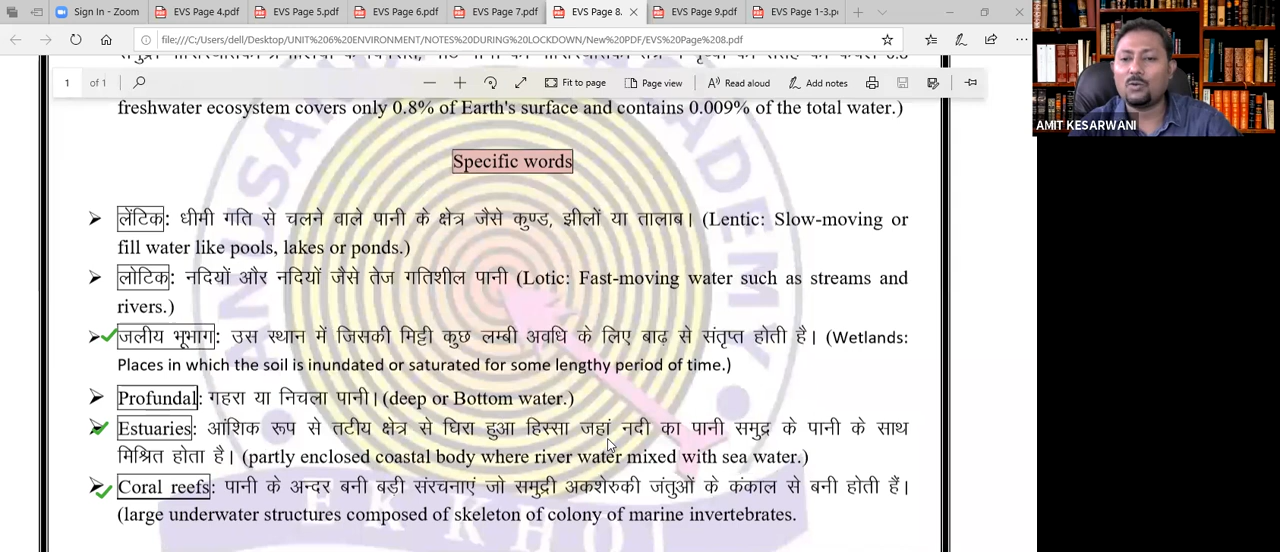 Sign In - Zoom
EVS Page 4.pdf
EVS Page 5.pdf
EVS Page 6.pdf
EVS Page 7.pdf
EVS Page 8.
EVS Page 9.pdf
EVS Page 1-3.p
file:///C:/Users/dell/Desktop/UNIT%206%20ENVIRONMENT/NOTES%20DURING%20LOCKDOWN/New%20PDF/EVS%20Page%208.pdf
1 of 1
Fit to page
Page view
Read aloud
Add notes
freshwater ecosystem covers only 0.8% of Earth's surface and contains 0.009% of the total water.)
AMIT KESARWANI
Specific words
लेंटिक: धीमी गति से चलने वाले पानी के क्षेत्र जैसे कुण्ड, झीलों या तालाब। (Lentic: Slow-moving or
fill water like pools, lakes or ponds.)
लोटिक: नदियों और नदियों जैसे तेज गतिशील पानी (Lotic: Fast-moving water such as streams and
rivers.)
जलीय भूभाग: उस स्थान में जिसकी मिट्टी कुछ लम्बी अवधि के लिए बाढ़ से संतृप्त होती है। (Wetlands:
Places in which the soil is inundated or saturated for some lengthy period of time.)
Profundal: गहरा या निचला पानी। (deep or Bottom water.)
Estuaries: आंशिक रूप से तटीय क्षेत्र से घिरा हुआ हिस्सा जहां नदी का पानी समुद्र के पानी के साथ
मिश्रित होता है। (partly enclosed coastal body where river water mixed with sea water.)
Coral reefs: पानी के अन्दर बनी बड़ी संरचनाएं जो समुद्री अकशेरुकी जंतुओं के कंकाल से बनी होती हैं।
(large underwater structures composed of skeleton of colony of marine invertebrates.